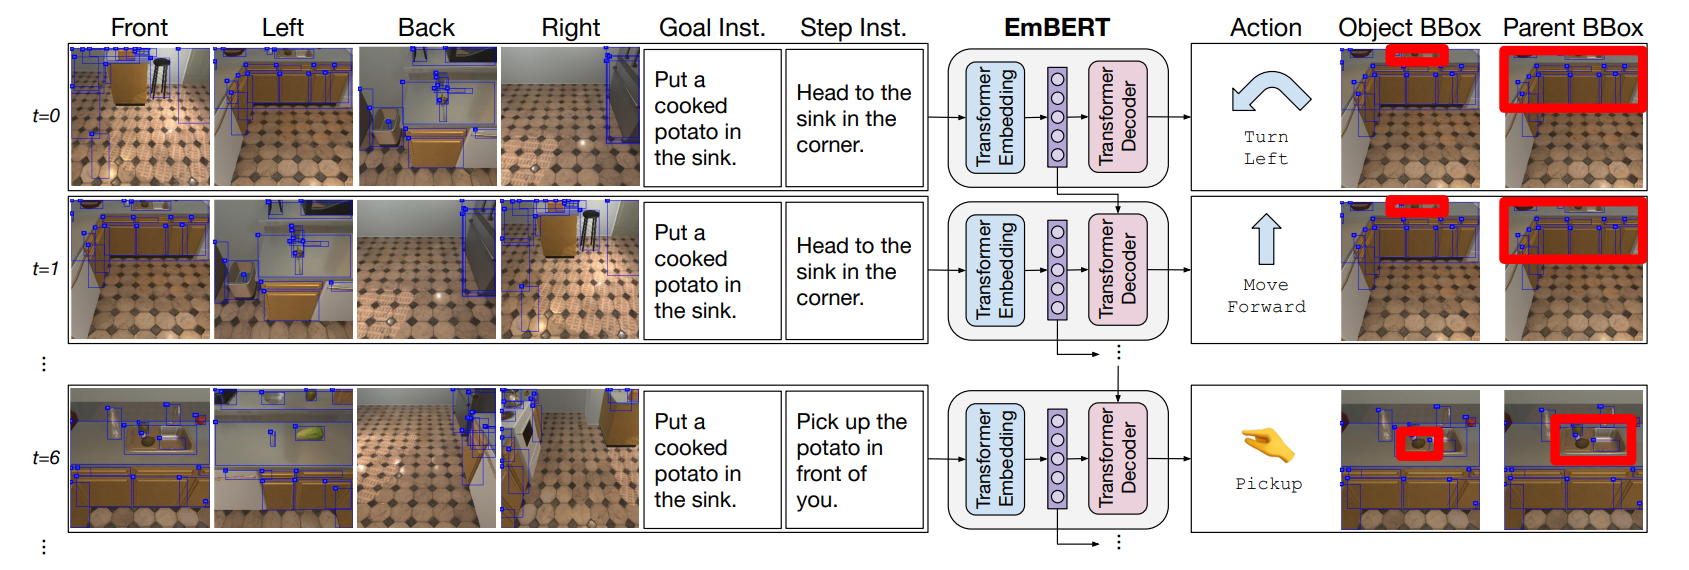 Front Left Back Right Goal Inst. Step Inst. EmBERT Action Object BBox Parent BBox
t=0
Put a
cooked
potato in
the sink.
Head to the
sink in the
corner.
Transformer
Embedding
Transformer
Decoder
Turn
Left
t=1
Put a
cooked
potato in
the sink.
Head to the
sink in the
corner.
Transformer
Embedding
Transformer
Decoder
Move
Forward
t=6
Put a
cooked
potato in
the sink.
Pick up the
potato in
front of
you.
Transformer
Embedding
Transformer
Decoder
Pickup